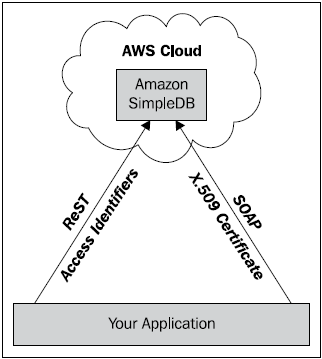 AWS Cloud
Amazon
SimpleDB
ReST
Access Identifiers
SOAP
X.509 Certificate
Your Application